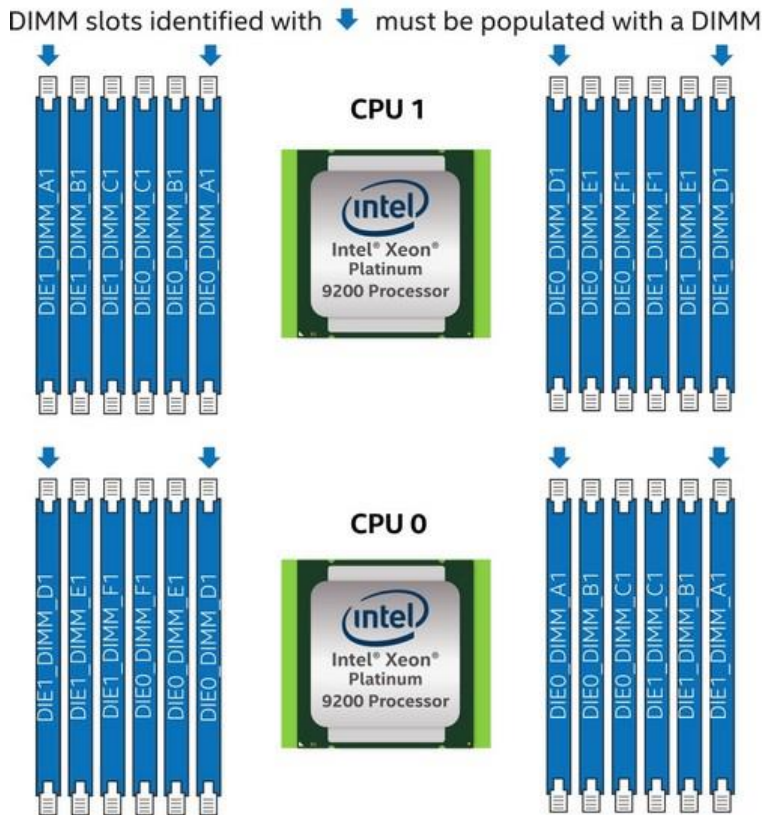 DIMM slots identified with must be populated with a DIMM
DIE1_DIMM_A1
DIE1_DIMM_B1
DIE1_DIMM_C1
DIE0_DIMM_C1
DIE0_DIMM_B1
DIE0_DIMM_A1
CPU 1
intel
Intel® Xeon®
Platinum
9200 Processor
DIE0_DIMM_D1
DIE0_DIMM_E1
DIE0_DIMM_F1
DIE1_DIMM_F1
DIE1_DIMM_E1
DIE1_DIMM_D1
DIE1_DIMM_D1
DIE1_DIMM_E1
DIE1_DIMM_F1
DIE0_DIMM_F1
DIE0_DIMM_E1
DIE0_DIMM_D1
CPU 0
intel
Intel® Xeon®
Platinum
9200 Processor
DIE0_DIMM_A1
DIE0_DIMM_B1
DIE0_DIMM_C1
DIE1_DIMM_C1
DIE1_DIMM_B1
DIE1_DIMM_A1